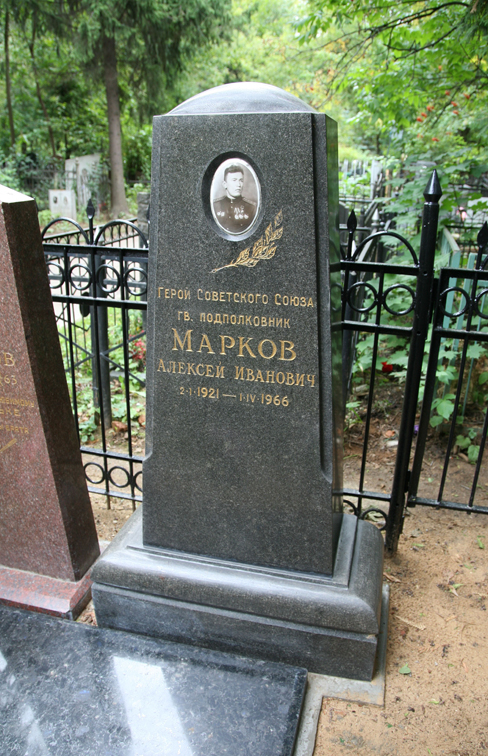 Герой Советского Союза
гв. подполковник
МАРКОВ
Алексей Иванович
2·I·1921 — 1·IV·1966